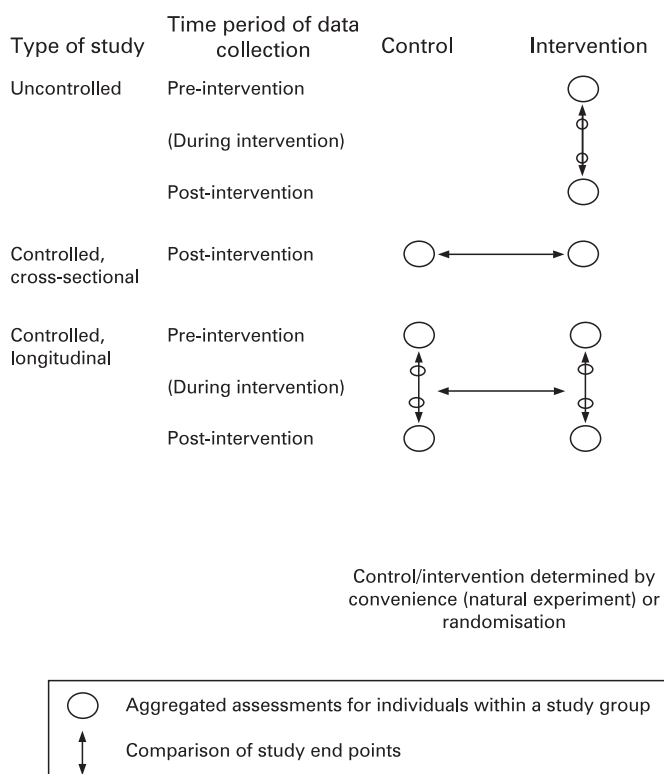 Type of study
Time period of data
collection
Control
Intervention
Uncontrolled
Pre-intervention
(During intervention)
Post-intervention
Controlled,
cross-sectional
Post-intervention
Controlled,
longitudinal
Pre-intervention
(During intervention)
Post-intervention
Control/intervention determined by
convenience (natural experiment) or
randomisation
Aggregated assessments for individuals within a study group
Comparison of study end points